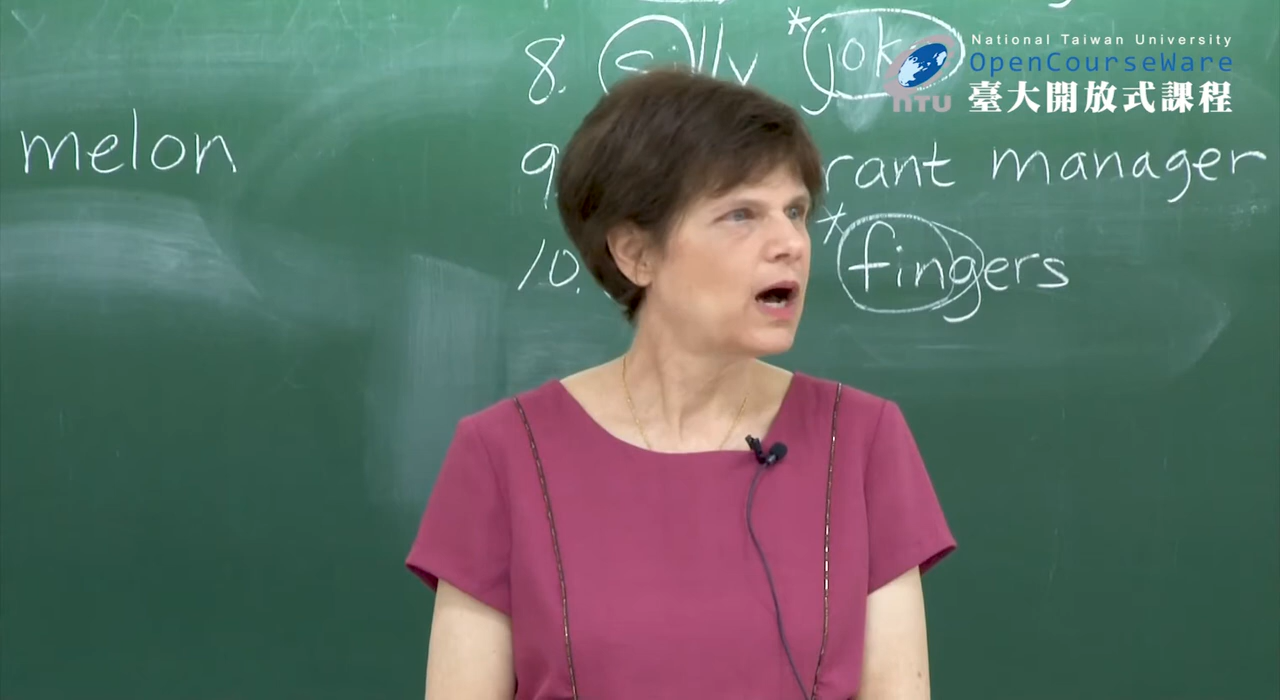 8. silly *jok
National Taiwan University
OpenCourseWare
NTU 臺大開放式課程
melon
9 rant manager
10. *fingers